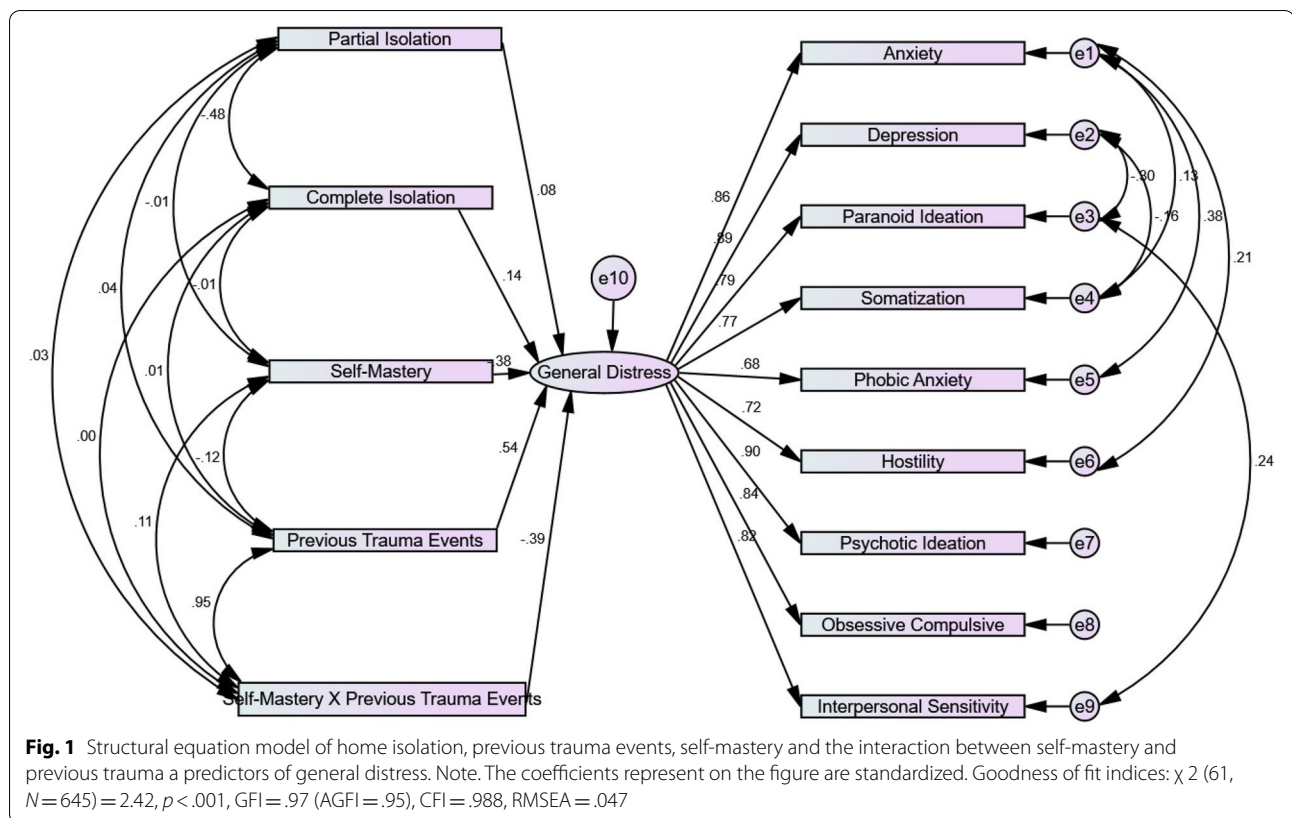 Partial Isolation
Complete Isolation
Self-Mastery
Previous Trauma Events
Self-Mastery X Previous Trauma Events
-.48
-.01
-.01
.04
.01
.03
.00
-.12
.11
.95
.08
.14
-.38
.54
-.39
e10
General Distress
.86
.89
.79
.77
.68
.72
.90
.84
.82
Anxiety
e1
Depression
e2
Paranoid Ideation
e3
Somatization
e4
Phobic Anxiety
e5
Hostility
e6
Psychotic Ideation
e7
Obsessive Compulsive
e8
Interpersonal Sensitivity
e9
-.30
.13
-.16
.38
.21
.24
Fig. 1 Structural equation model of home isolation, previous trauma events, self-mastery and the interaction between self-mastery and
previous trauma a predictors of general distress. Note. The coefficients represent on the figure are standardized. Goodness of fit indices: χ 2 (61,
N = 645) = 2.42, p < .001, GFI = .97 (AGFI = .95), CFI = .988, RMSEA = .047